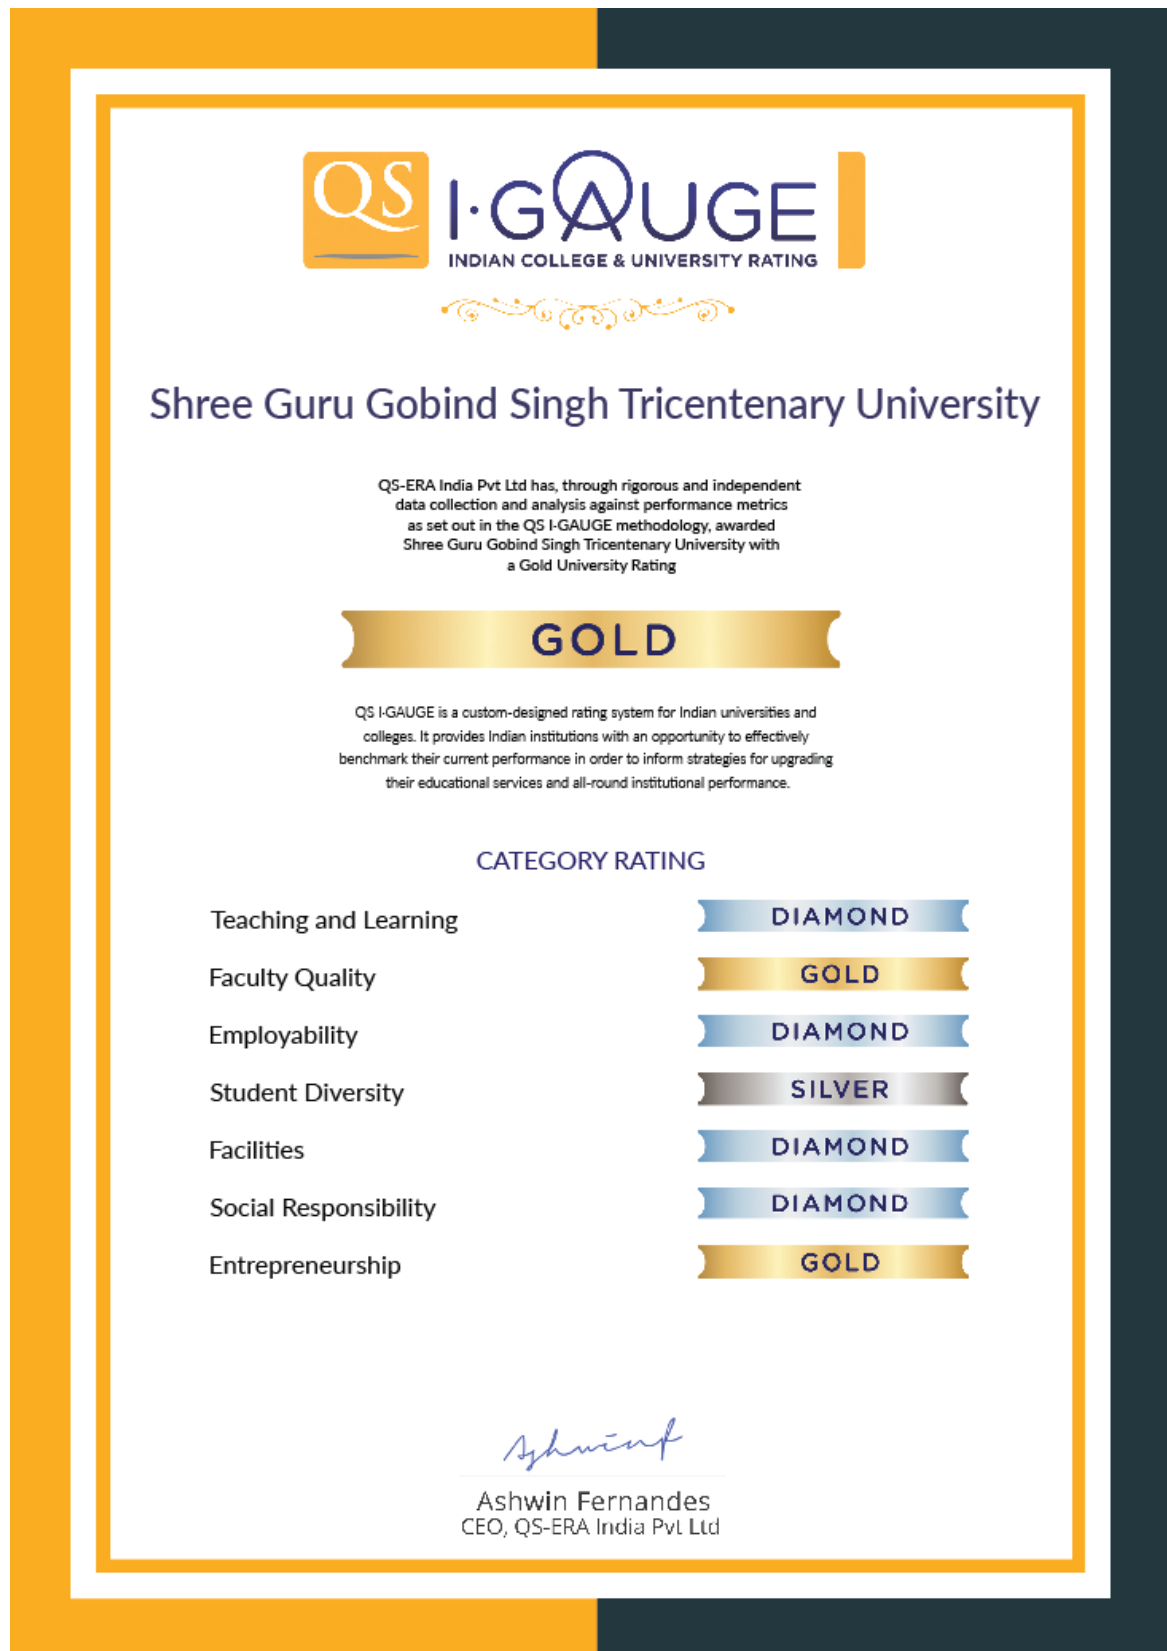 QS I·GAUGE
INDIAN COLLEGE & UNIVERSITY RATING
Shree Guru Gobind Singh Tricentenary University
QS-ERA India Pvt Ltd has, through rigorous and independent
data collection and analysis against performance metrics
as set out in the QS I-GAUGE methodology, awarded
Shree Guru Gobind Singh Tricentenary University with
a Gold University Rating
GOLD
QS I-GAUGE is a custom-designed rating system for Indian universities and
colleges. It provides Indian institutions with an opportunity to effectively
benchmark their current performance in order to inform strategies for upgrading
their educational services and all-round institutional performance.
CATEGORY RATING
Teaching and Learning DIAMOND
Faculty Quality GOLD
Employability DIAMOND
Student Diversity SILVER
Facilities DIAMOND
Social Responsibility DIAMOND
Entrepreneurship GOLD
Ashwinf
Ashwin Fernandes
CEO, QS-ERA India Pvt Ltd